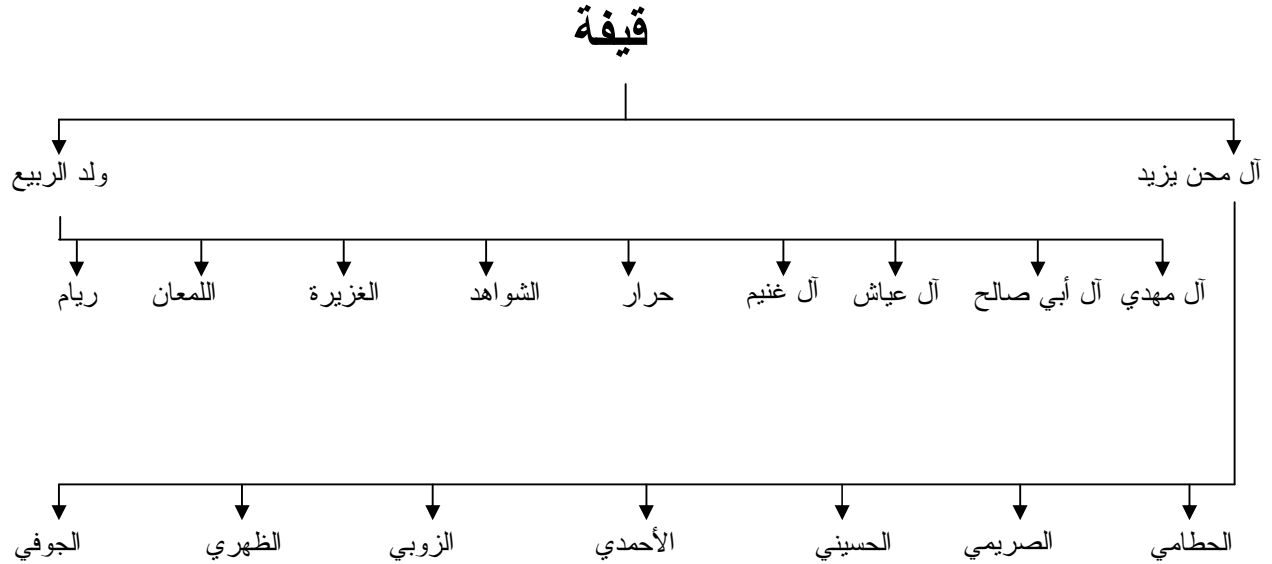 قيفة
آل محن يزيد ولد الربيع
آل مهدي آل أبي صالح آل عياش آل غنيم حرار الشواهد الغزيرة اللمعان ريام
الحطامي الصريمي الحسيني الأحمدي الزوبي الظهري الجوفي